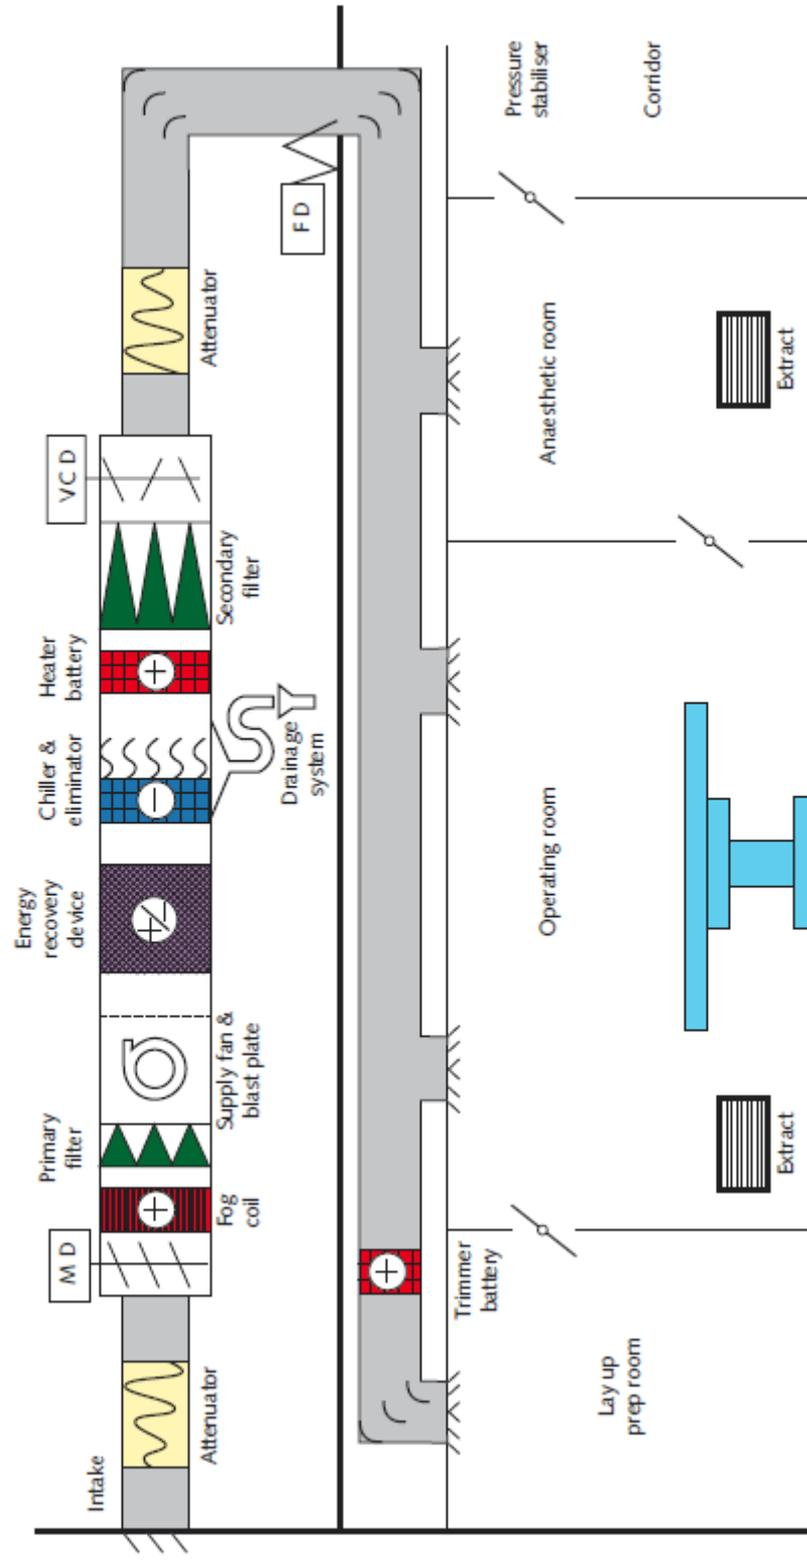 Intake
Attenuator
M D
Fog
coil
Primary
filter
Supply fan &
blast plate
Energy
recovery
device
Chiller &
eliminator
Drainage
system
Heater
battery
Secondary
filter
VC D
Attenuator
F D
Trimmer
battery
Lay up
prep room
Extract
Operating room
Anaesthetic room
Extract
Pressure
stabiliser
Corridor